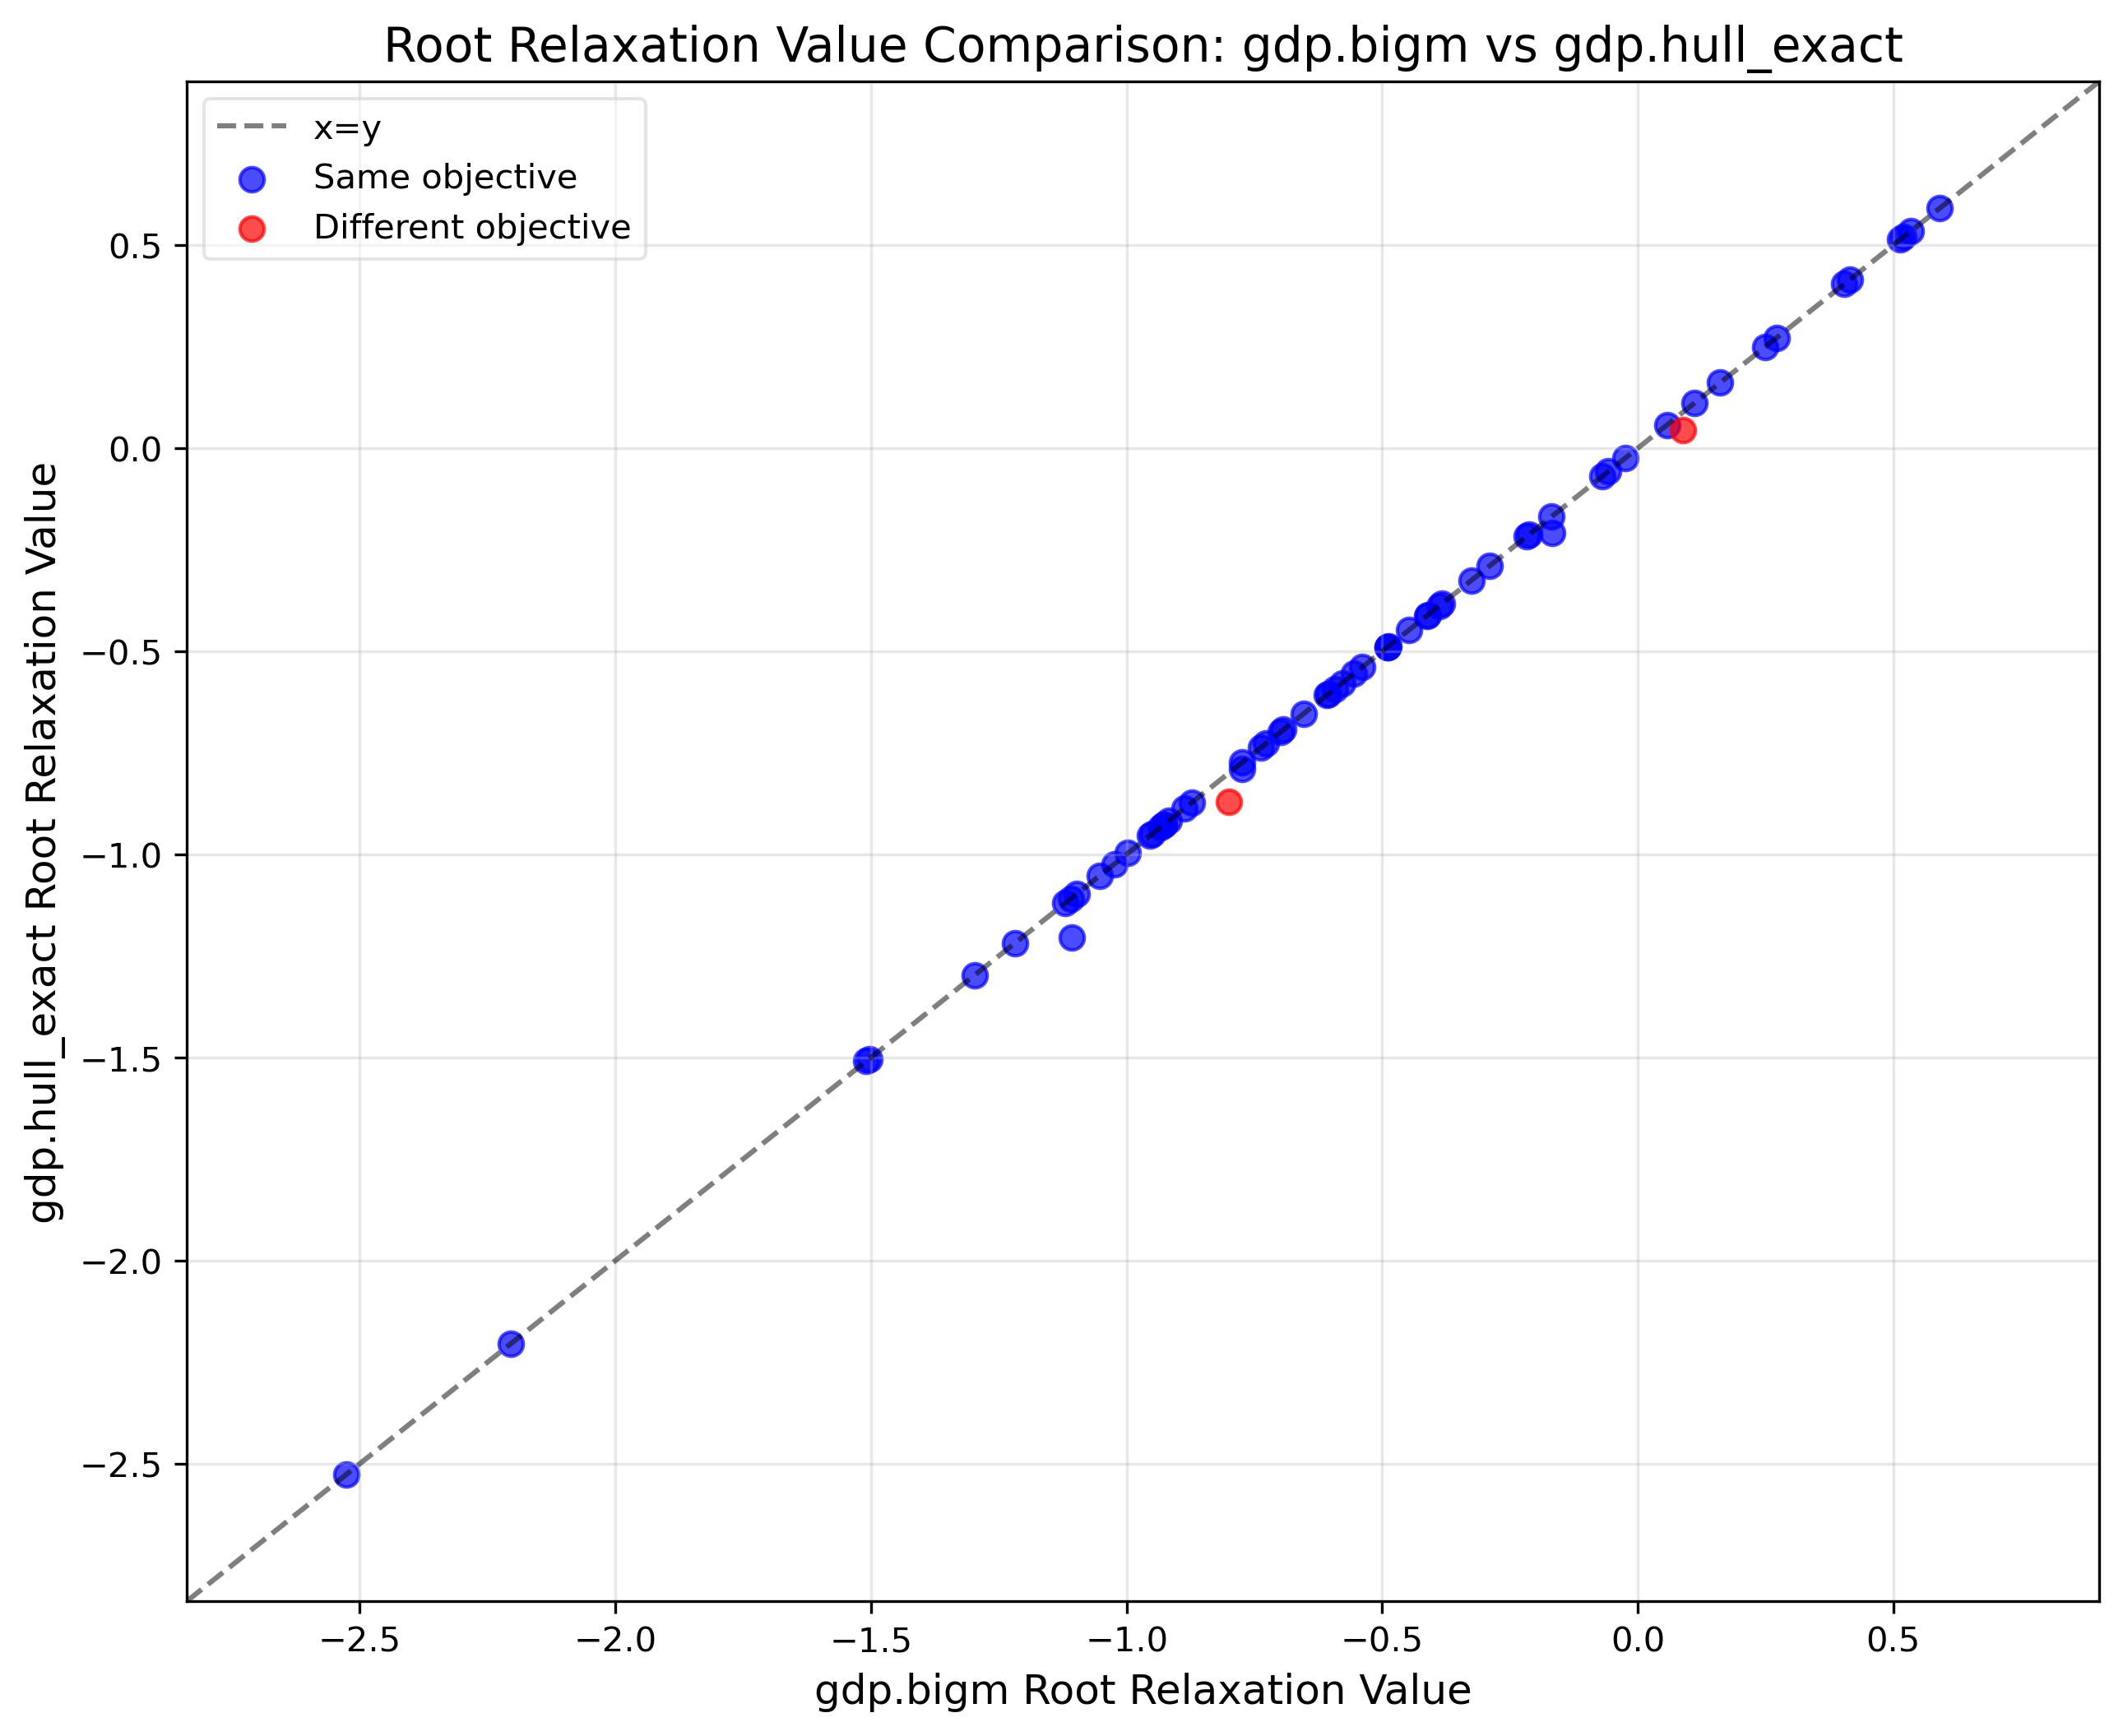 Root Relaxation Value Comparison: gdp.bigm vs gdp.hull_exact
x=y
Same objective
Different objective
gdp.hull_exact Root Relaxation Value
0.5
0.0
−0.5
−1.0
−1.5
−2.0
−2.5
−2.5
−2.0
−1.5
−1.0
−0.5
0.0
0.5
gdp.bigm Root Relaxation Value